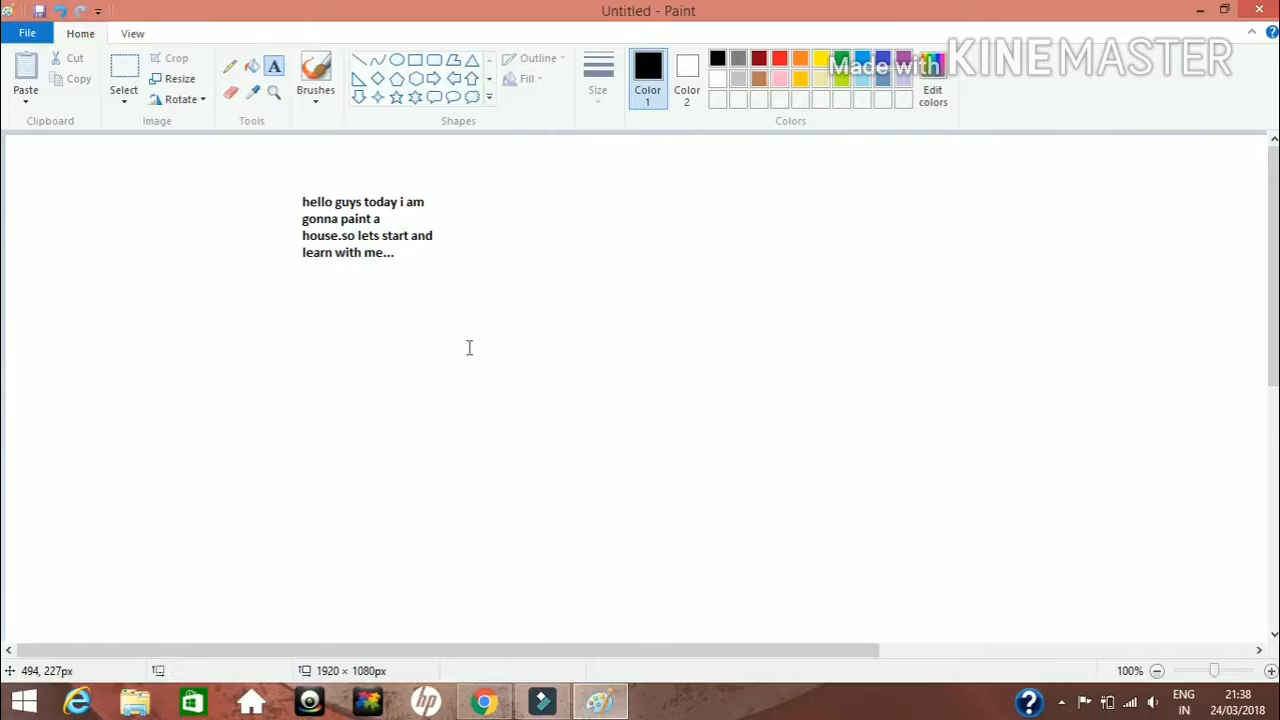 Untitled - Paint
File
Home
View
Cut
Copy
Paste
Clipboard
Crop
Resize
Rotate
Select
Image
A
Tools
Brushes
Outline
Fill
Shapes
Size
Color 1
Color 2
Edit colors
Colors
Made with KINEMASTER
hello guys today i am
gonna paint a
house.so lets start and
learn with me...
494, 227px
1920 × 1080px
100%
hp
ENG
IN
21:38
24/03/2018